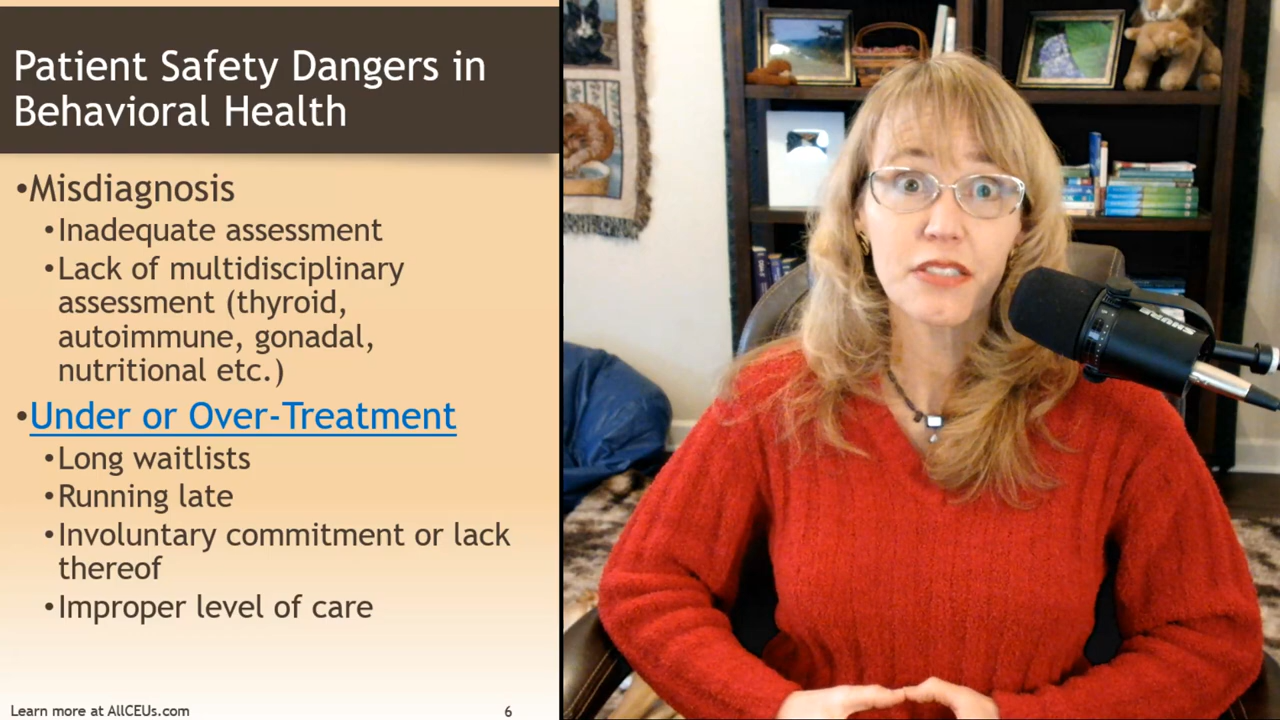 Patient Safety Dangers in
Behavioral Health
•Misdiagnosis
•Inadequate assessment
•Lack of multidisciplinary
assessment (thyroid,
autoimmune, gonadal,
nutritional etc.)
•Under or Over-Treatment
•Long waitlists
•Running late
•Involuntary commitment or lack
thereof
•Improper level of care
Learn more at AllCEUs.com
6
SHURE